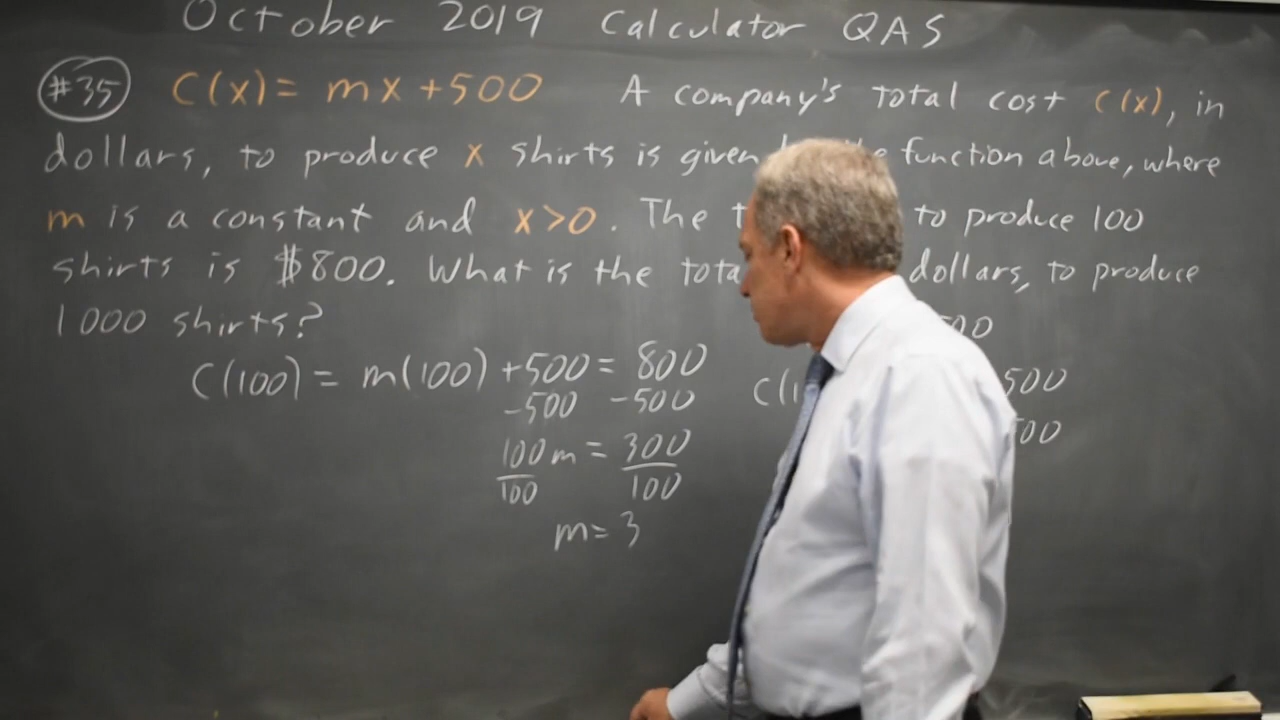 October 2019 Calculator QAS
#35 C(x) = mx + 500 A company's total cost C(x), in
dollars, to produce x shirts is given function above, where
m is a constant and x>0. The to produce 100
shirts is $800. What is the dollars, to produce
1000 shirts?
C(100) = m(100) + 500 = 800
-500 -500
100m = 300
100 100
m = 3
500
500